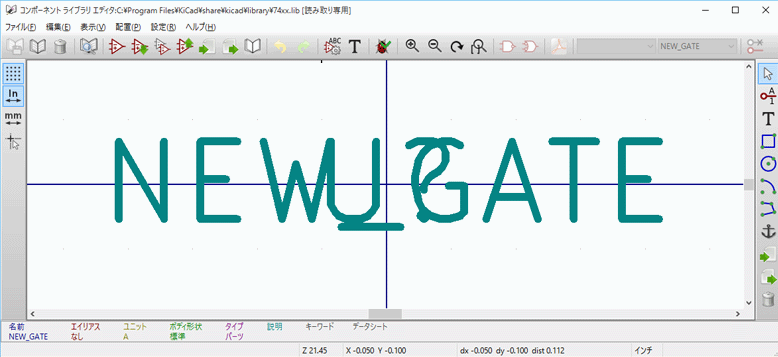 コンポーネント ライブラリ エディタ:C:¥Program Files¥KiCad¥share¥kicad¥library¥74xx.lib [読み取り専用]
ファイル(F) 編集(E) 表示(V) 配置(P) 設定(R) ヘルプ(H)
ABC T NEW_GATE
In
mm
A
1
T
NEW_GATE
U?
名前 エイリアス ユニット ボディ形状 タイプ 説明 キーワード データシート
NEW_GATE なし A 標準 パーツ
Z 21.45 X -0.050 Y -0.100 dx -0.050 dy -0.100 dist 0.112 インチ